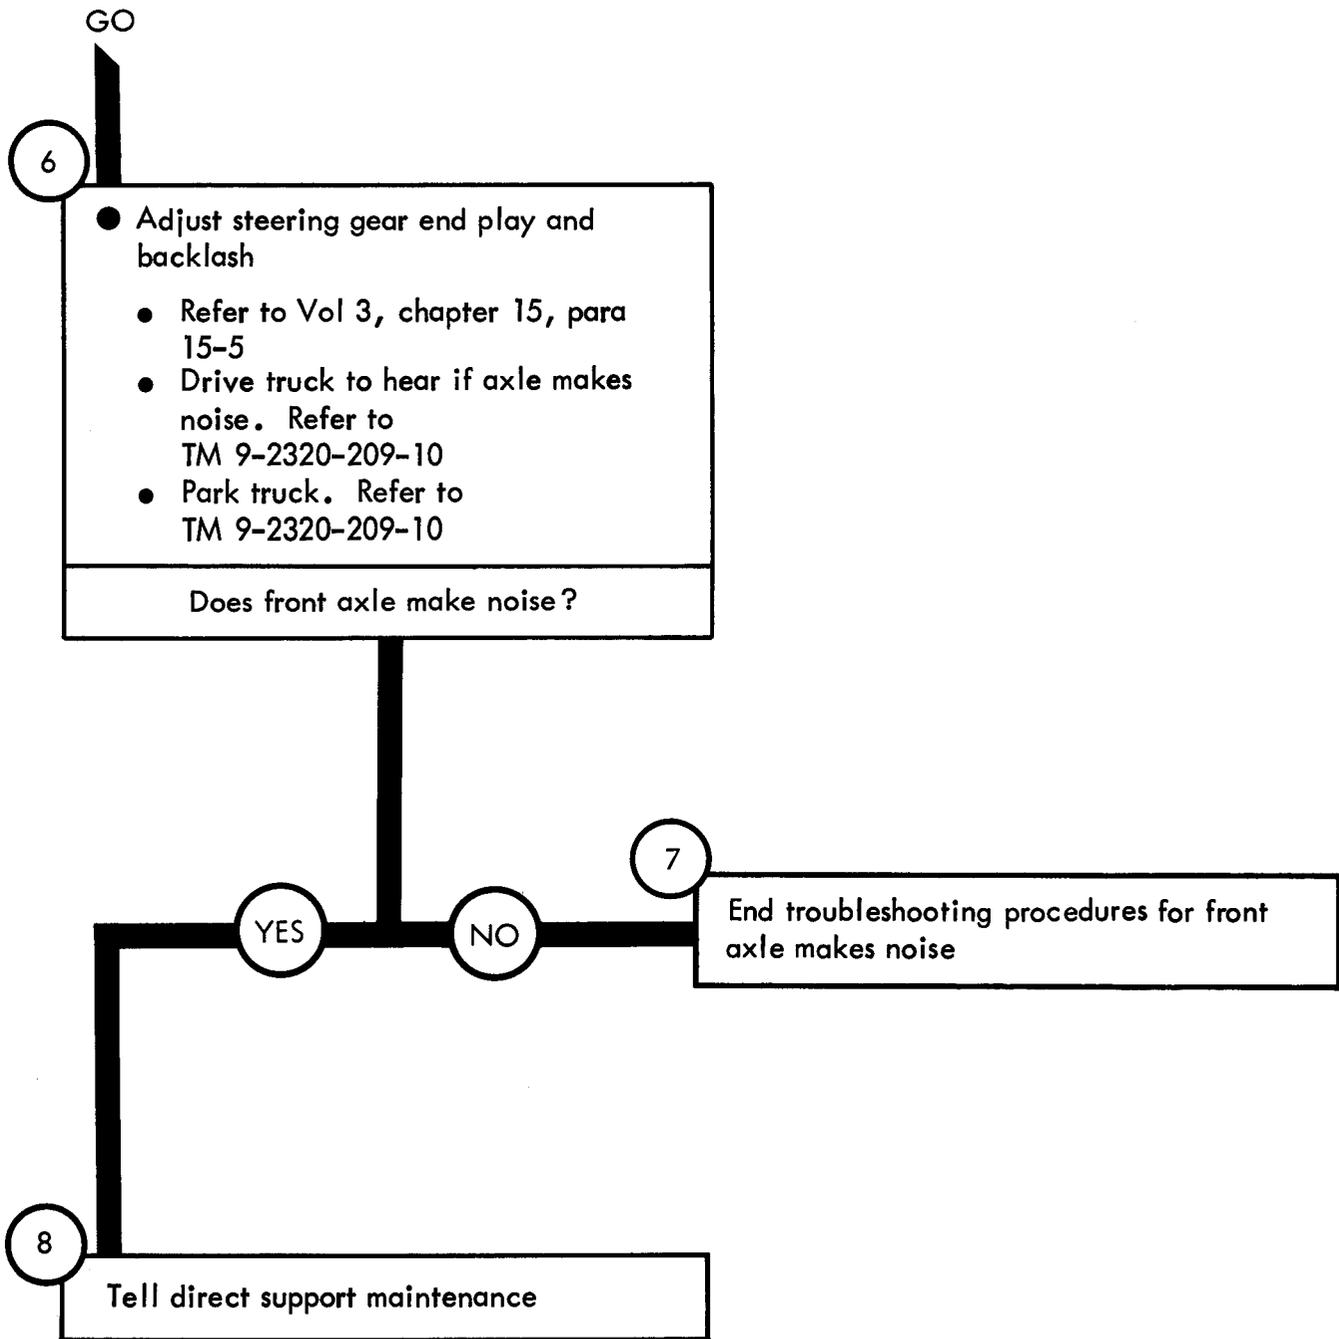 GO
6
● Adjust steering gear end play and
backlash
● Refer to Vol 3, chapter 15, para
15-5
● Drive truck to hear if axle makes
noise. Refer to
TM 9-2320-209-10
● Park truck. Refer to
TM 9-2320-209-10
Does front axle make noise?
YES
NO
7
End troubleshooting procedures for front
axle makes noise
8
Tell direct support maintenance